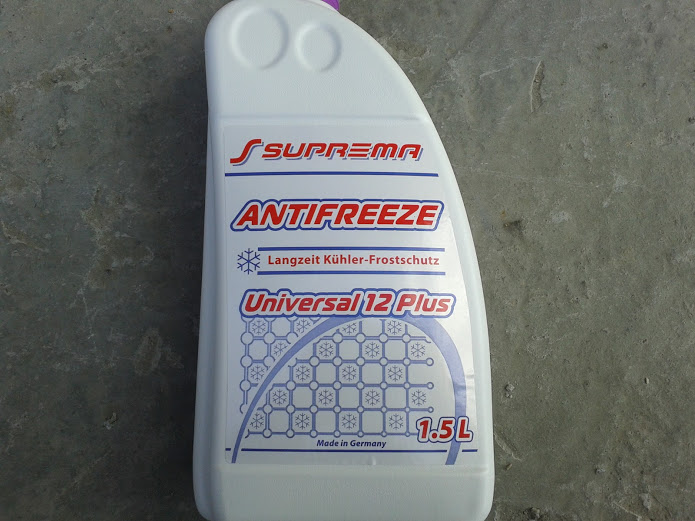 SUPREMA
ANTIFREEZE
Langzeit Kühler-Frostschutz
Universal 12 Plus
1.5 L
Made in Germany